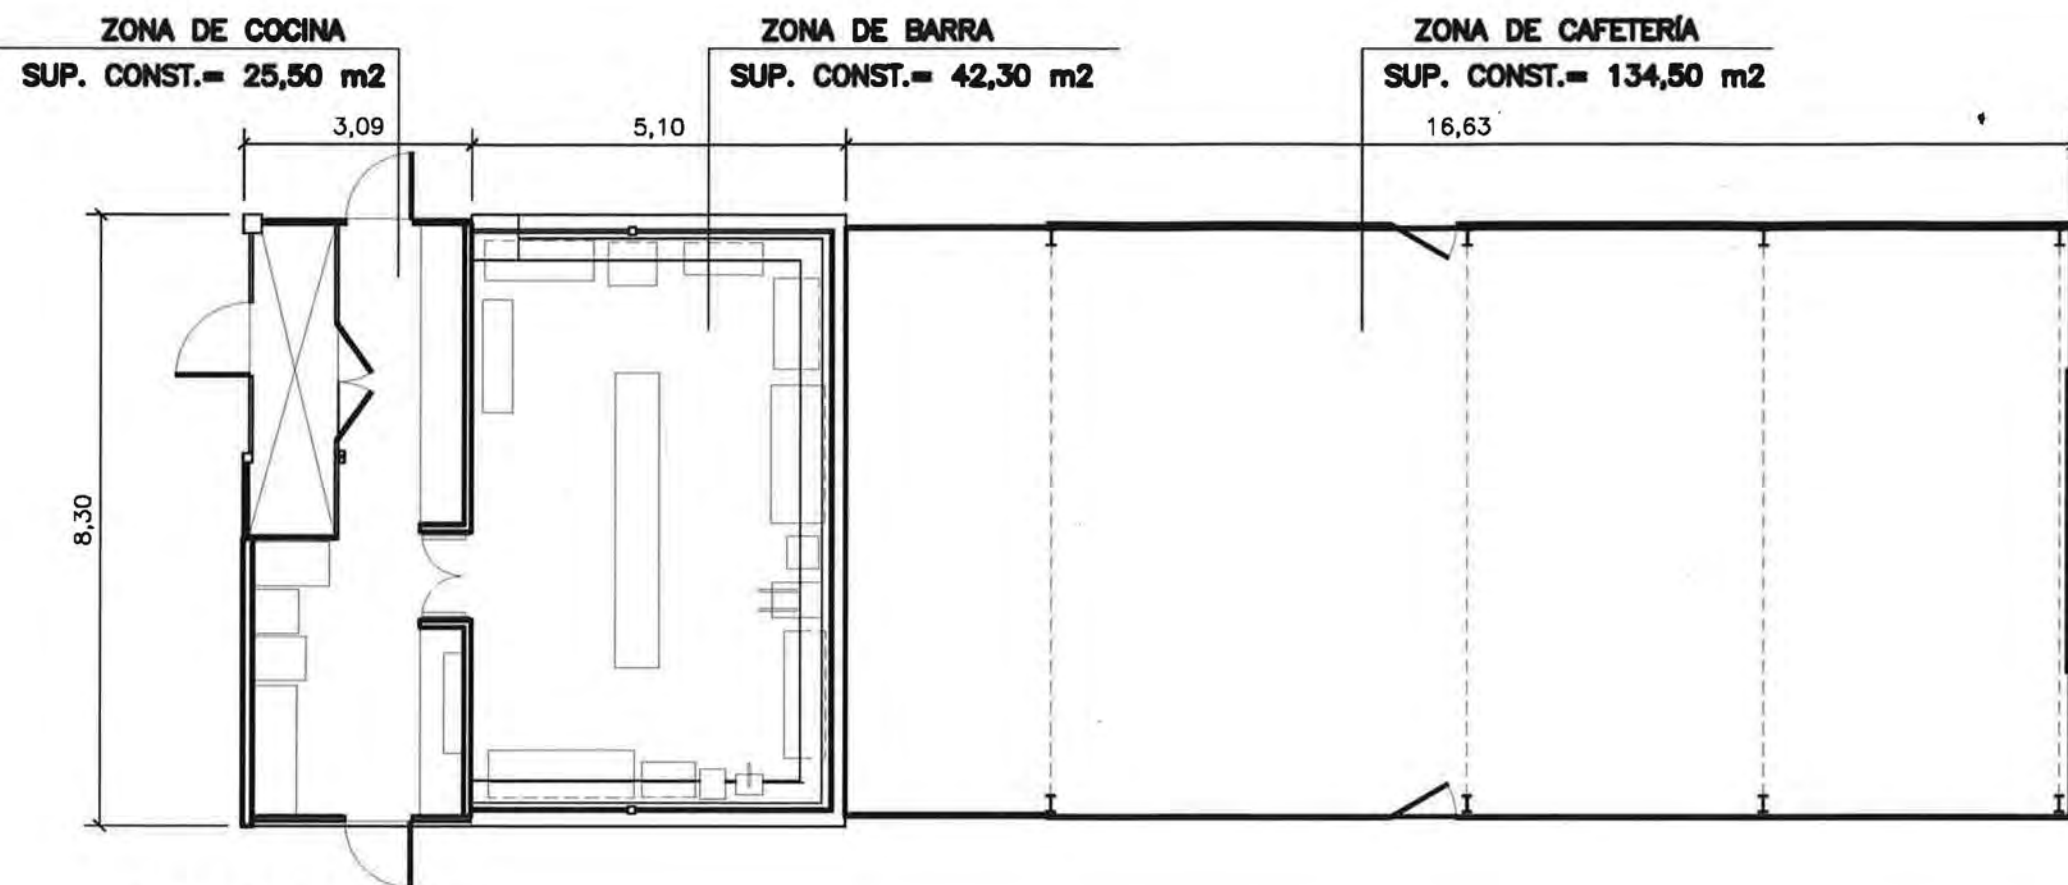 ZONA DE COCINA
SUP. CONST.= 25,50 m2
ZONA DE BARRA
SUP. CONST.= 42,30 m2
ZONA DE CAFETERÍA
SUP. CONST.= 134,50 m2
3,09
5,10
16,63
8,30